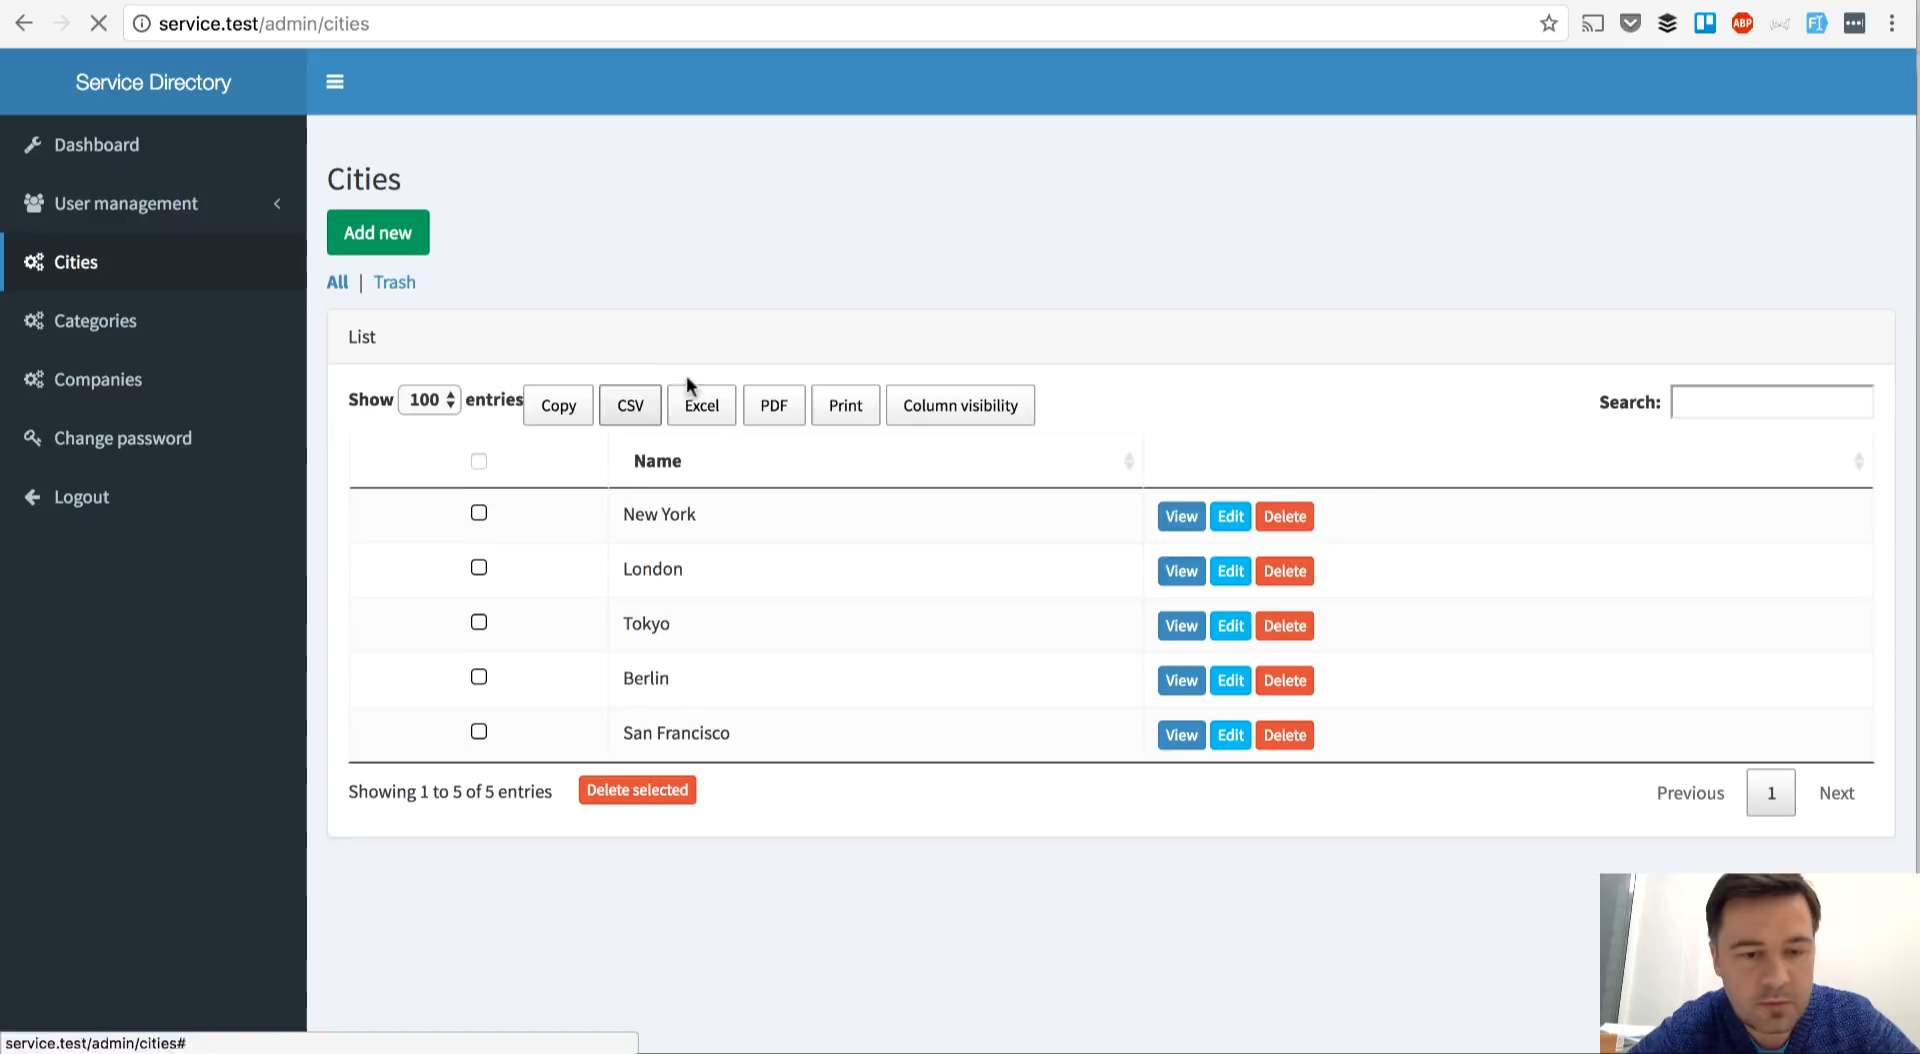 service.test/admin/cities
ABP
Service Directory
Dashboard
User management
Cities
Categories
Companies
Change password
Logout
Cities
Add new
All | Trash
List
Show 100 entries Copy CSV Excel PDF Print Column visibility Search:
Name
New York View Edit Delete
London View Edit Delete
Tokyo View Edit Delete
Berlin View Edit Delete
San Francisco View Edit Delete
Showing 1 to 5 of 5 entries Delete selected Previous 1 Next
service.test/admin/cities#